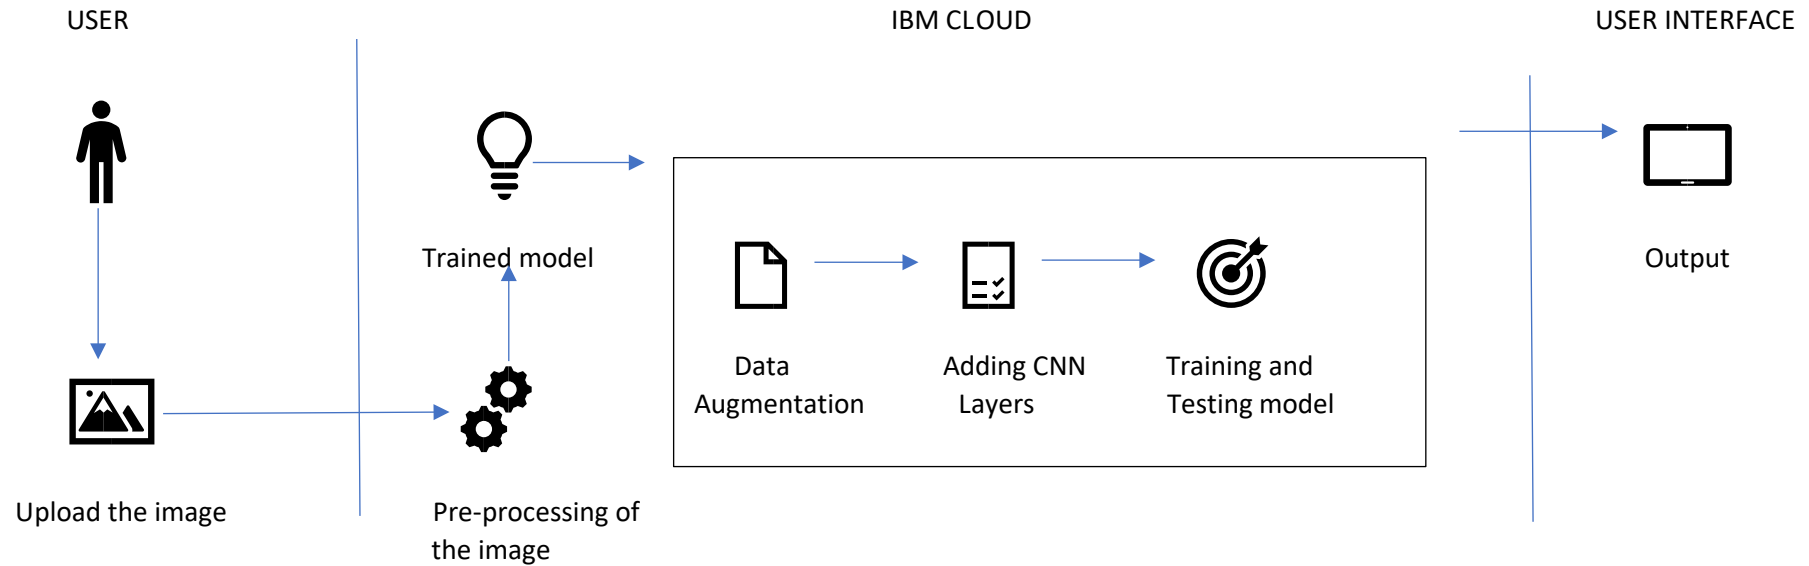 USER
IBM CLOUD
USER INTERFACE
Trained model
Output
Data
Augmentation
Adding CNN
Layers
Training and
Testing model
Upload the image
Pre-processing of
the image